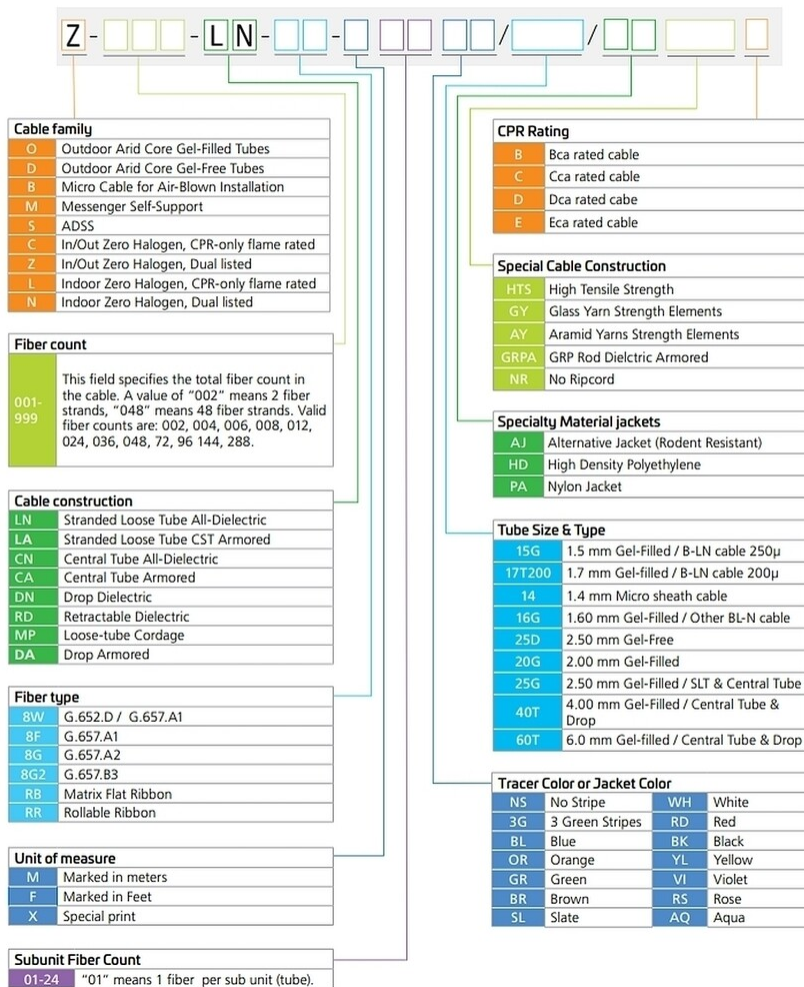 Z - - LN - - / /
Cable family
O Outdoor Arid Core Gel-Filled Tubes
D Outdoor Arid Core Gel-Free Tubes
B Micro Cable for Air-Blown Installation
M Messenger Self-Support
S ADSS
C In/Out Zero Halogen, CPR-only flame rated
Z In/Out Zero Halogen, Dual listed
L Indoor Zero Halogen, CPR-only flame rated
N Indoor Zero Halogen, Dual listed
Fiber count
001-
999
This field specifies the total fiber count in
the cable. A value of “002” means 2 fiber
strands, “048” means 48 fiber strands. Valid
fiber counts are: 002, 004, 006, 008, 012,
024, 036, 048, 72, 96 144, 288.
Cable construction
LN Stranded Loose Tube All-Dielectric
LA Stranded Loose Tube CST Armored
CN Central Tube All-Dielectric
CA Central Tube Armored
DN Drop Dielectric
RD Retractable Dielectric
MP Loose-tube Cordage
DA Drop Armored
Fiber type
8W G.652.D / G.657.A1
8F G.657.A1
8G G.657.A2
8G2 G.657.B3
RB Matrix Flat Ribbon
RR Rollable Ribbon
Unit of measure
M Marked in meters
F Marked in Feet
X Special print
Subunit Fiber Count
01-24 “01” means 1 fiber per sub unit (tube).
CPR Rating
B Bca rated cable
C Cca rated cable
D Dca rated cabe
E Eca rated cable
Special Cable Construction
HTS High Tensile Strength
GY Glass Yarn Strength Elements
AY Aramid Yarns Strength Elements
GRPA GRP Rod Dielctric Armored
NR No Ripcord
Specialty Material jackets
AJ Alternative Jacket (Rodent Resistant)
HD High Density Polyethylene
PA Nylon Jacket
Tube Size & Type
15G 1.5 mm Gel-Filled / B-LN cable 250µ
17T200 1.7 mm Gel-filled / B-LN cable 200µ
14 1.4 mm Micro sheath cable
16G 1.60 mm Gel-Filled / Other BL-N cable
25D 2.50 mm Gel-Free
20G 2.00 mm Gel-Filled
25G 2.50 mm Gel-Filled / SLT & Central Tube
40T 4.00 mm Gel-Filled / Central Tube &
Drop
60T 6.0 mm Gel-filled / Central Tube & Drop
Tracer Color or Jacket Color
NS No Stripe WH White
3G 3 Green Stripes RD Red
BL Blue BK Black
OR Orange YL Yellow
GR Green VI Violet
BR Brown RS Rose
SL Slate AQ Aqua